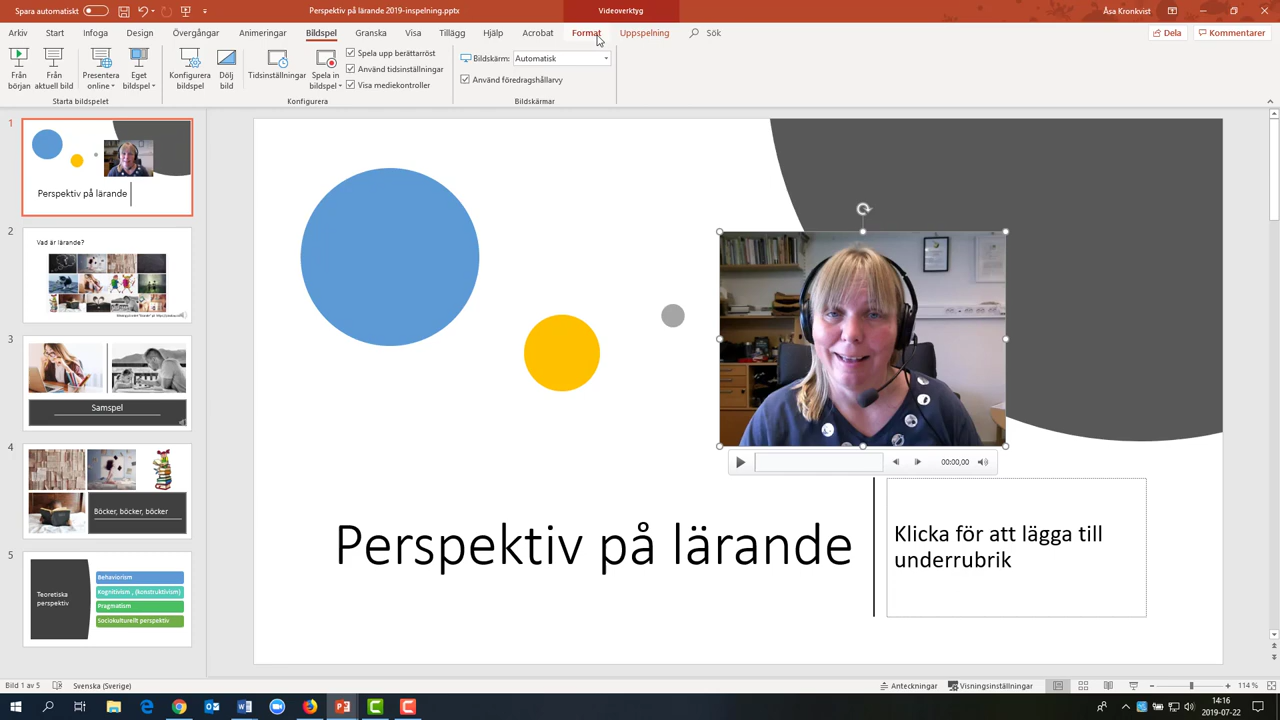 Spara automatiskt
Perspektiv på lärande 2019-inspelning.pptx
Videoverktyg
Åsa Kronkvist
Arkiv Start Infoga Design Övergångar Animeringar Bildspel Granska Visa Tillägg Hjälp Acrobat Format Uppspelning Sök
Dela Kommentarer
Från början
Från aktuell bild
Presentera online
Eget bildspel
Starta bildspelet
Konfigurera bildspel
Dölj bild
Tidsinställningar
Spela in bildspel
Spela upp berättarröst
Använd tidsinställningar
Visa mediekontroller
Konfigurera
Bildskärm: Automatisk
Använd föredragshållarvy
Bildskärmar
1
Perspektiv på lärande
2
Vad är lärande?
3
Samspel
4
Böcker, böcker, böcker
5
Teoretiska
perspektiv
Behaviorism
Kognitivism , (konstruktivism)
Pragmatism
Sociokulturellt perspektiv
00:00,00
Perspektiv på lärande
Klicka för att lägga till
underrubrik
Bild 1 av 5 Svenska (Sverige) Anteckningar Visningsinställningar 114 %
14:16
2019-07-22